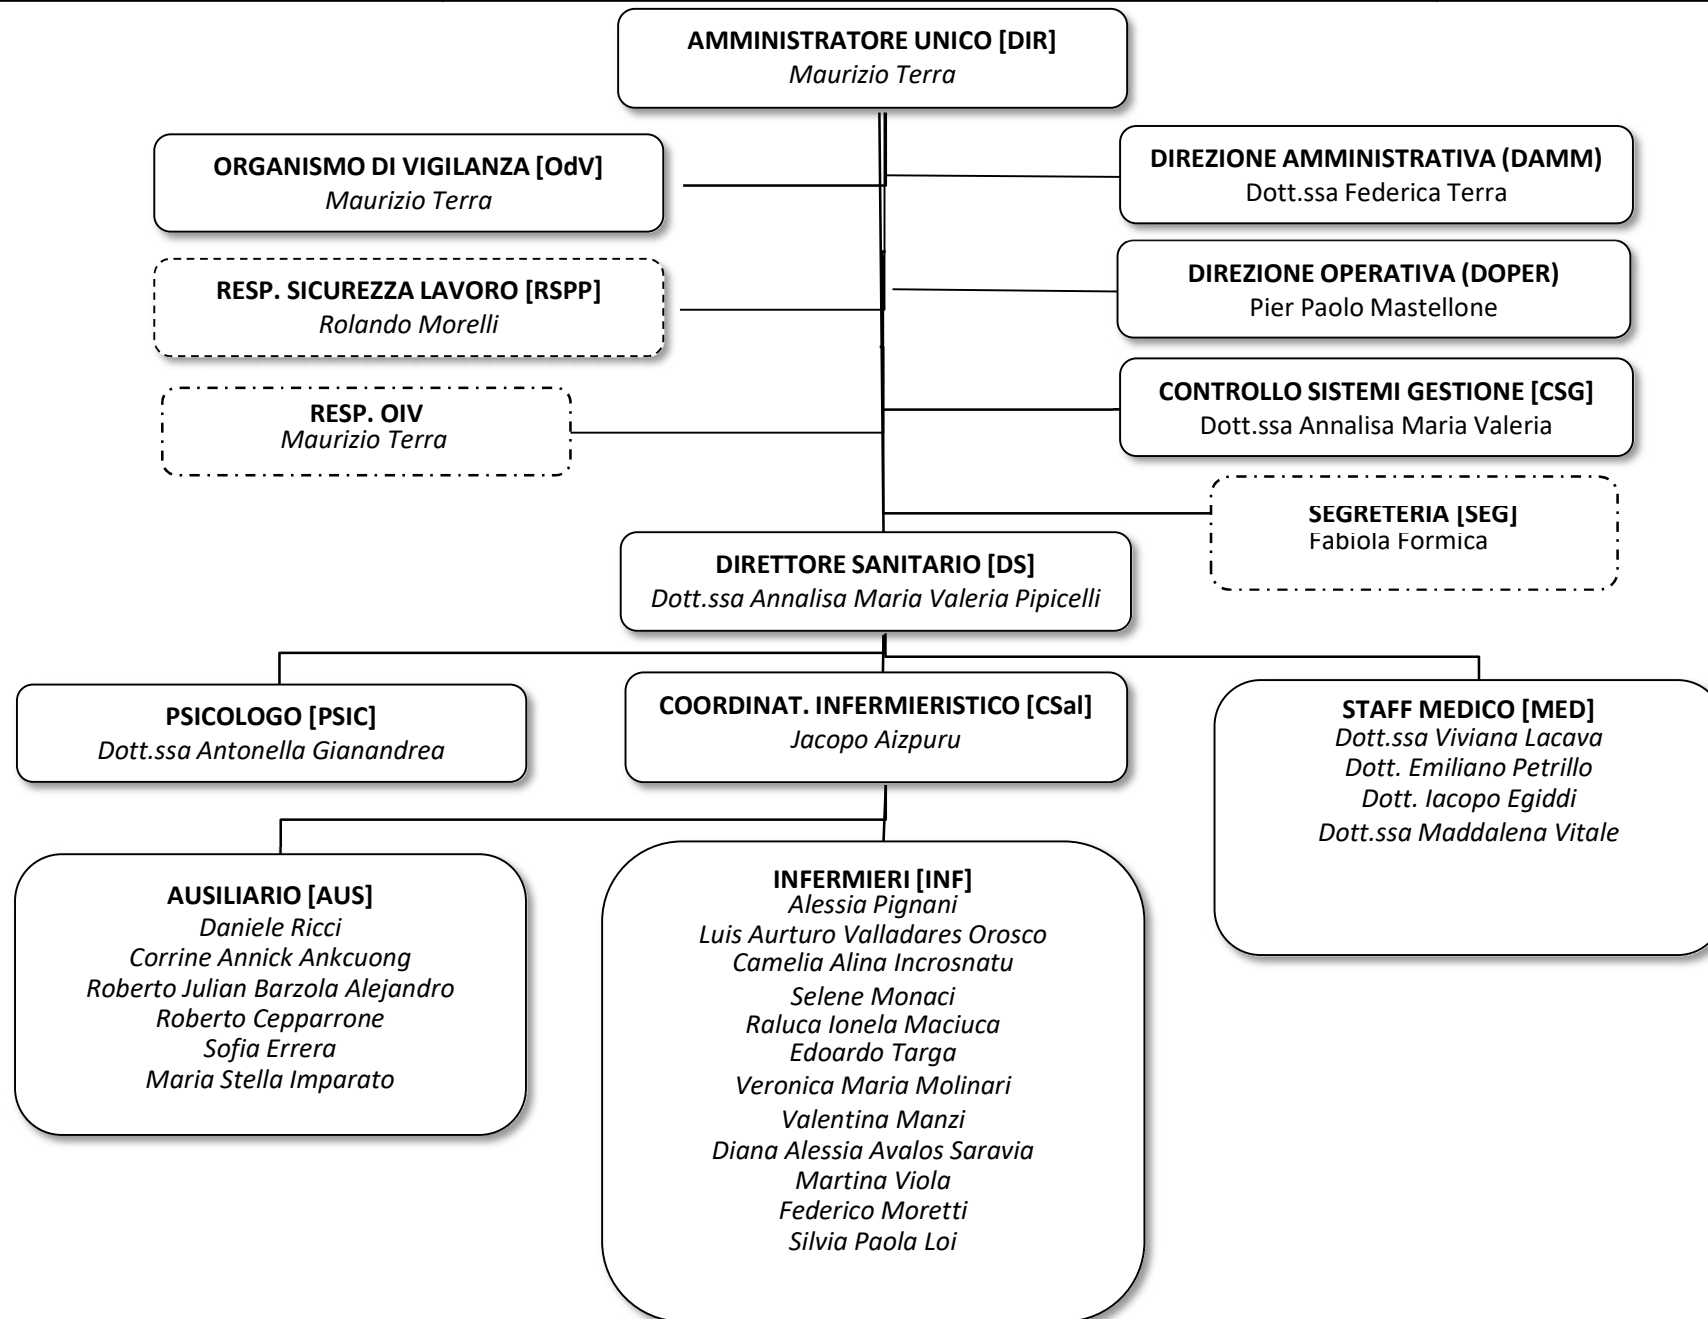 AMMINISTRATORE UNICO [DIR]
Maurizio Terra
ORGANISMO DI VIGILANZA [OdV]
Maurizio Terra
DIREZIONE AMMINISTRATIVA (DAMM)
Dott.ssa Federica Terra
RESP. SICUREZZA LAVORO [RSPP]
Rolando Morelli
DIREZIONE OPERATIVA (DOPER)
Pier Paolo Mastellone
RESP. OIV
Maurizio Terra
CONTROLLO SISTEMI GESTIONE [CSG]
Dott.ssa Annalisa Maria Valeria
SEGRETERIA [SEG]
Fabiola Formica
DIRETTORE SANITARIO [DS]
Dott.ssa Annalisa Maria Valeria Pipicelli
PSICOLOGO [PSIC]
Dott.ssa Antonella Gianandrea
COORDINAT. INFERMIERISTICO [CSal]
Jacopo Aizpuru
STAFF MEDICO [MED]
Dott.ssa Viviana Lacava
Dott. Emiliano Petrillo
Dott. Iacopo Egiddi
Dott.ssa Maddalena Vitale
AUSILIARIO [AUS]
Daniele Ricci
Corrine Annick Ankcuong
Roberto Julian Barzola Alejandro
Roberto Cepparrone
Sofia Errera
Maria Stella Imparato
INFERMIERI [INF]
Alessia Pignani
Luis Aurturo Valladares Orosco
Camelia Alina Incrosnatu
Selene Monaci
Raluca Ionela Maciuca
Edoardo Targa
Veronica Maria Molinari
Valentina Manzi
Diana Alessia Avalos Saravia
Martina Viola
Federico Moretti
Silvia Paola Loi